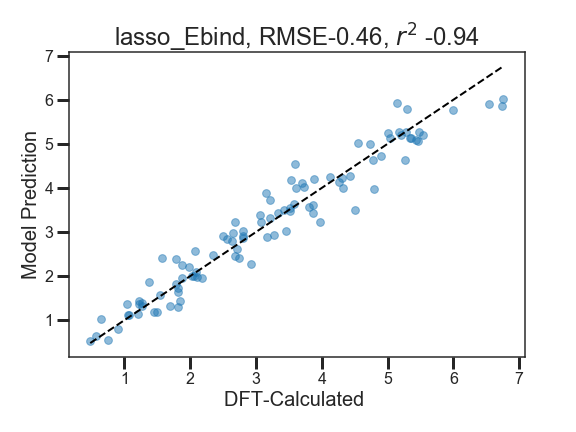 lasso_Ebind, RMSE-0.46, r² -0.94
7
6
5
4
3
2
1
Model Prediction
1 2 3 4 5 6 7
DFT-Calculated